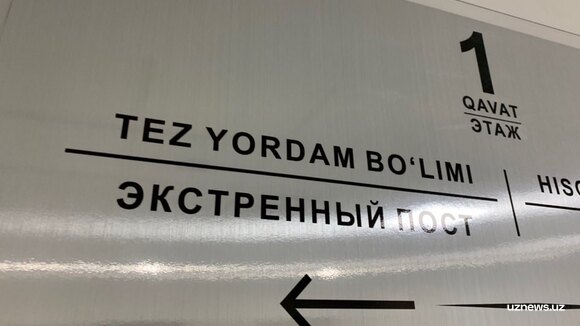 1
QAVAT
ЭТАЖ
TEZ YORDAM BO‘LIMI
ЭКСТРЕННЫЙ ПОСТ
uznews.uz